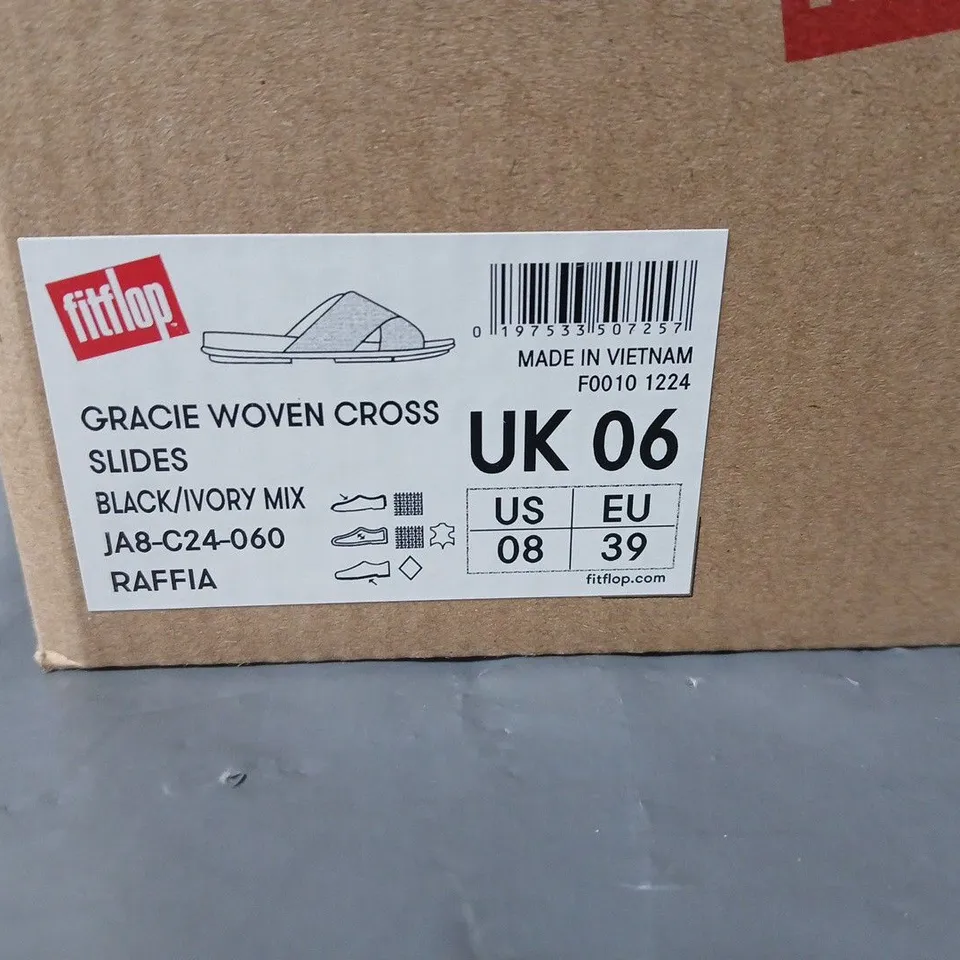 fitflop
0 197533 507257
MADE IN VIETNAM
F0010 1224
GRACIE WOVEN CROSS
SLIDES
BLACK/IVORY MIX
JA8-C24-060
RAFFIA
UK 06
US EU
08 39
fitflop.com